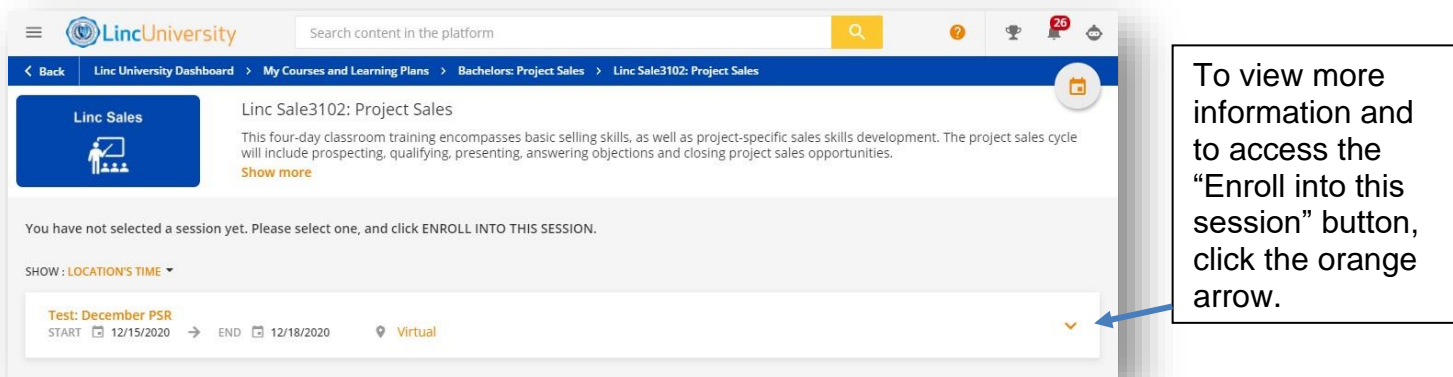 LincUniversity
Search content in the platform
26
Back Linc University Dashboard > My Courses and Learning Plans > Bachelors: Project Sales > Linc Sale3102: Project Sales
Linc Sales
Linc Sale3102: Project Sales
This four-day classroom training encompasses basic selling skills, as well as project-specific sales skills development. The project sales cycle
will include prospecting, qualifying, presenting, answering objections and closing project sales opportunities.
Show more
You have not selected a session yet. Please select one, and click ENROLL INTO THIS SESSION.
SHOW : LOCATION'S TIME
Test: December PSR
START 12/15/2020 → END 12/18/2020 Virtual
To view more
information and
to access the
“Enroll into this
session” button,
click the orange
arrow.